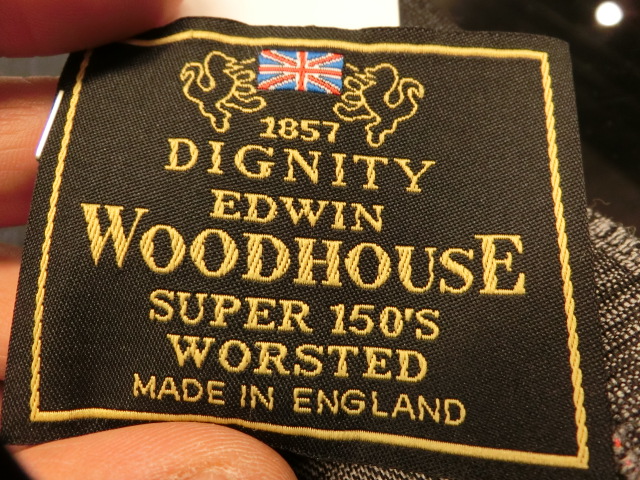 1857
DIGNITY
EDWIN
WOODHOUSE
SUPER 150'S
WORSTED
MADE IN ENGLAND